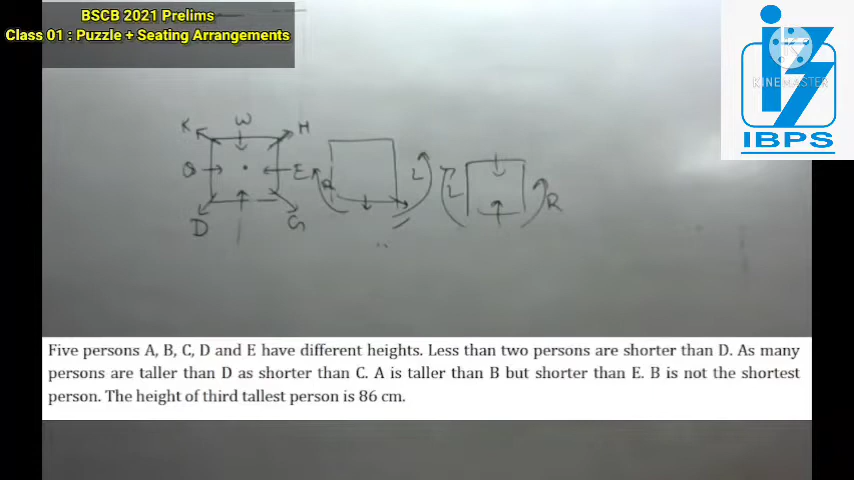 BSCB 2021 Prelims
Class 01 : Puzzle + Seating Arrangements
KINEMASTER
IBPS
K W H
E
L L
R R
D G
Five persons A, B, C, D and E have different heights. Less than two persons are shorter than D. As many
persons are taller than D as shorter than C. A is taller than B but shorter than E. B is not the shortest
person. The height of third tallest person is 86 cm.